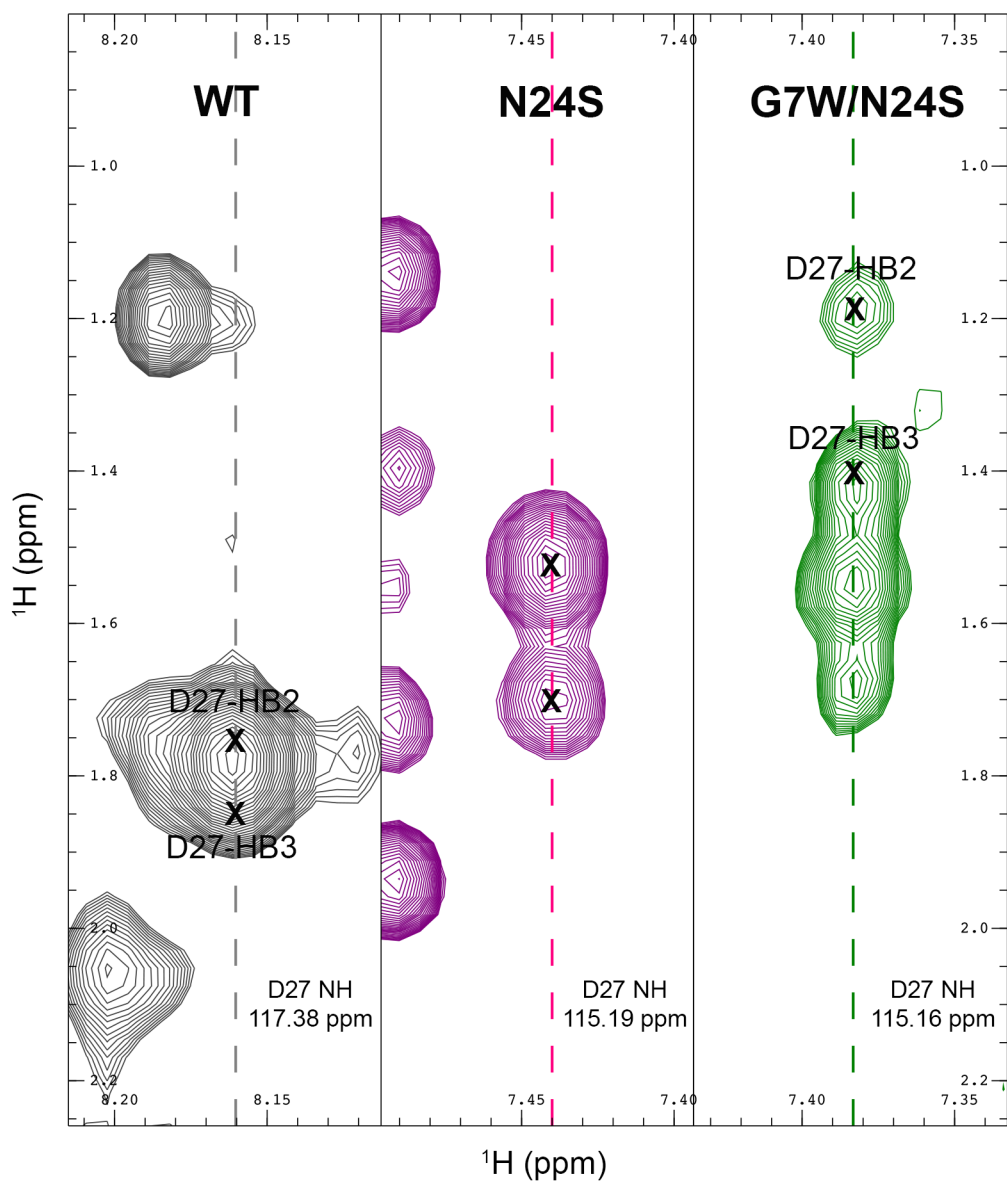 8.20 8.15 7.45 7.40 7.40 7.35
WT N24S G7W/N24S
1.0 1.0
D27-HB2
1.2 1.2
X
D27-HB3
1.4 1.4
X
X
1.6 1.6
D27-HB2
X
X
1.8 1.8
X
D27-HB3
2.0 2.0
D27 NH D27 NH D27 NH
117.38 ppm 115.19 ppm 115.16 ppm
2.2 2.2
8.20 8.15 7.45 7.40 7.40 7.35
¹H (ppm)
¹H (ppm)